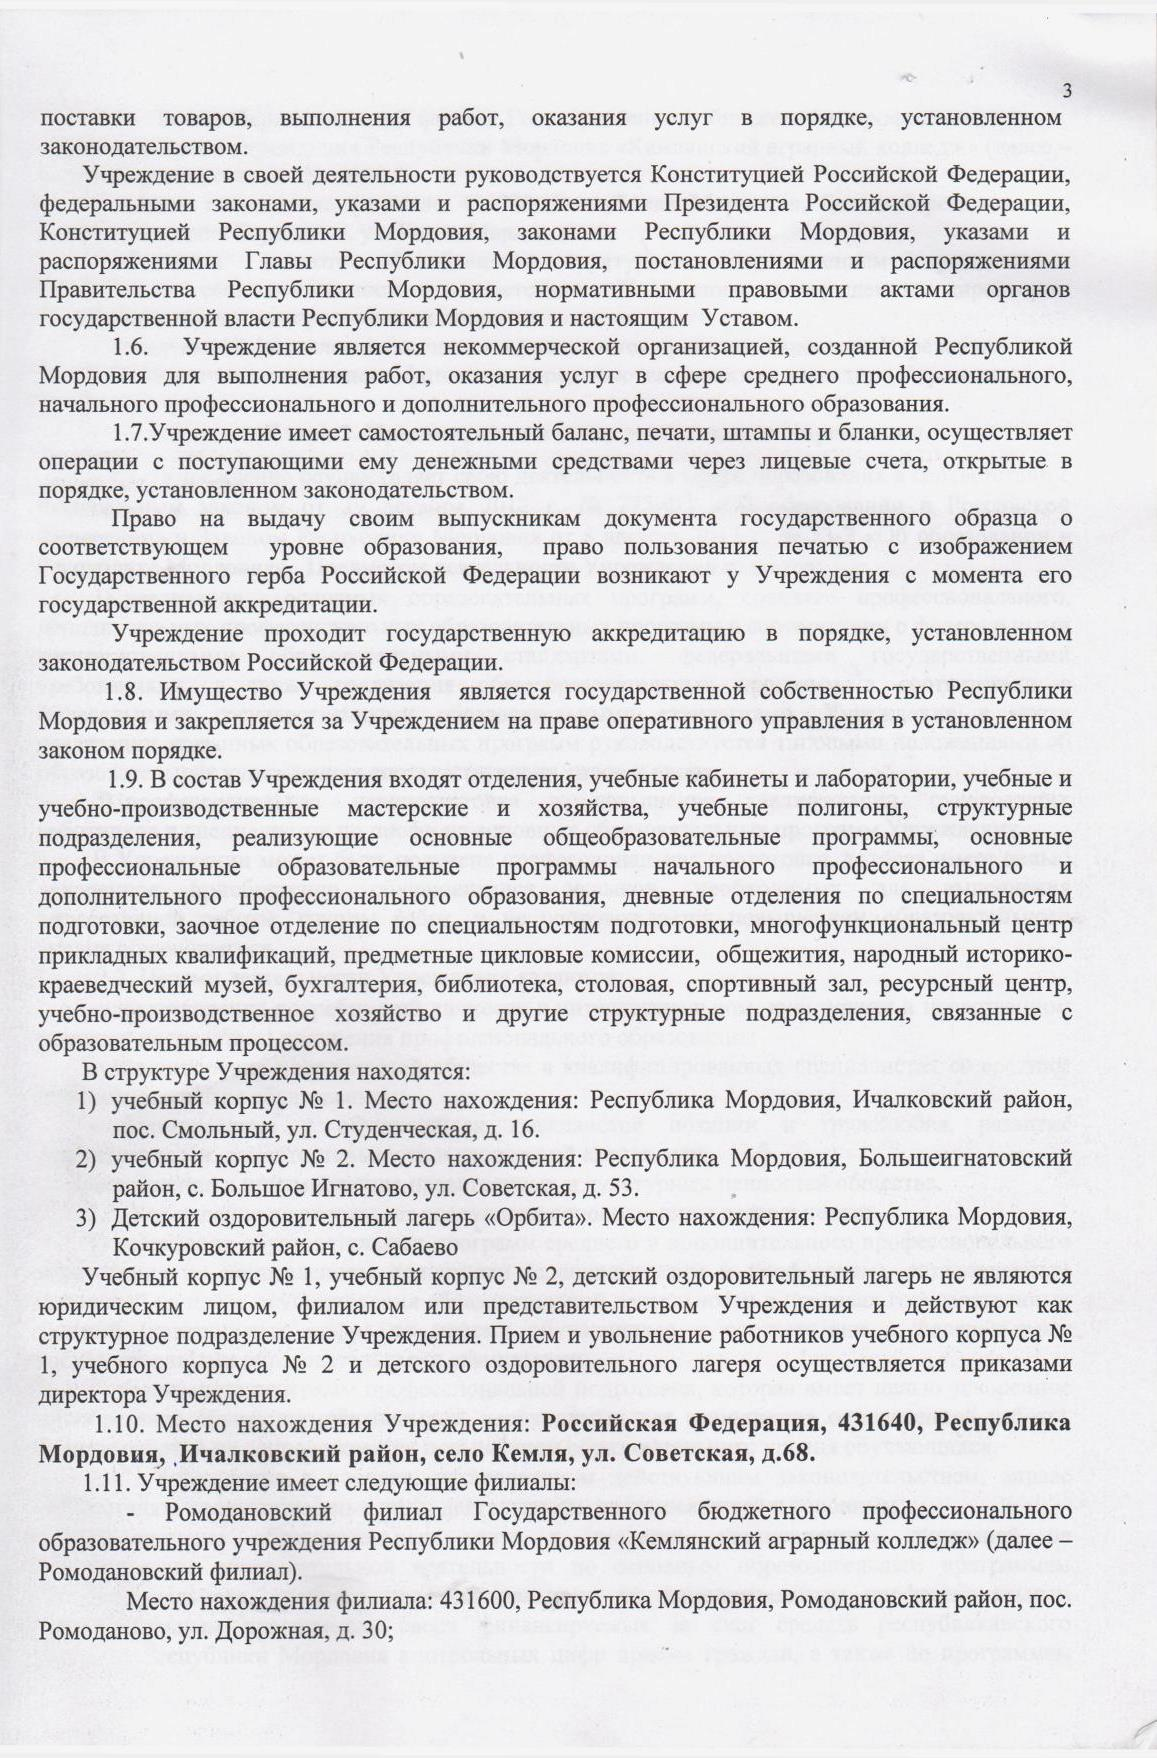 3
поставки товаров, выполнения работ, оказания услуг в порядке, установленном
законодательством.
Учреждение в своей деятельности руководствуется Конституцией Российской Федерации,
федеральными законами, указами и распоряжениями Президента Российской Федерации,
Конституцией Республики Мордовия, законами Республики Мордовия, указами и
распоряжениями Главы Республики Мордовия, постановлениями и распоряжениями
Правительства Республики Мордовия, нормативными правовыми актами органов
государственной власти Республики Мордовия и настоящим Уставом.
1.6. Учреждение является некоммерческой организацией, созданной Республикой
Мордовия для выполнения работ, оказания услуг в сфере среднего профессионального,
начального профессионального и дополнительного профессионального образования.
1.7.Учреждение имеет самостоятельный баланс, печати, штампы и бланки, осуществляет
операции с поступающими ему денежными средствами через лицевые счета, открытые в
порядке, установленном законодательством.
Право на выдачу своим выпускникам документа государственного образца о
соответствующем уровне образования, право пользования печатью с изображением
Государственного герба Российской Федерации возникают у Учреждения с момента его
государственной аккредитации.
Учреждение проходит государственную аккредитацию в порядке, установленном
законодательством Российской Федерации.
1.8. Имущество Учреждения является государственной собственностью Республики
Мордовия и закрепляется за Учреждением на праве оперативного управления в установленном
законом порядке.
1.9. В состав Учреждения входят отделения, учебные кабинеты и лаборатории, учебные и
учебно-производственные мастерские и хозяйства, учебные полигоны, структурные
подразделения, реализующие основные общеобразовательные программы, основные
профессиональные образовательные программы начального профессионального и
дополнительного профессионального образования, дневные отделения по специальностям
подготовки, заочное отделение по специальностям подготовки, многофункциональный центр
прикладных квалификаций, предметные цикловые комиссии, общежития, народный историко-
краеведческий музей, бухгалтерия, библиотека, столовая, спортивный зал, ресурсный центр,
учебно-производственное хозяйство и другие структурные подразделения, связанные с
образовательным процессом.
В структуре Учреждения находятся:
1) учебный корпус № 1. Место нахождения: Республика Мордовия, Ичалковский район,
пос. Смольный, ул. Студенческая, д. 16.
2) учебный корпус № 2. Место нахождения: Республика Мордовия, Большеигнатовский
район, с. Большое Игнатово, ул. Советская, д. 53.
3) Детский оздоровительный лагерь «Орбита». Место нахождения: Республика Мордовия,
Кочкуровский район, с. Сабаево
Учебный корпус № 1, учебный корпус № 2, детский оздоровительный лагерь не являются
юридическим лицом, филиалом или представительством Учреждения и действуют как
структурное подразделение Учреждения. Прием и увольнение работников учебного корпуса №
1, учебного корпуса № 2 и детского оздоровительного лагеря осуществляется приказами
директора Учреждения.
1.10. Место нахождения Учреждения: Российская Федерация, 431640, Республика
Мордовия, Ичалковский район, село Кемля, ул. Советская, д.68.
1.11. Учреждение имеет следующие филиалы:
- Ромодановский филиал Государственного бюджетного профессионального
образовательного учреждения Республики Мордовия «Кемлянский аграрный колледж» (далее –
Ромодановский филиал).
Место нахождения филиала: 431600, Республика Мордовия, Ромодановский район, пос.
Ромоданово, ул. Дорожная, д. 30;